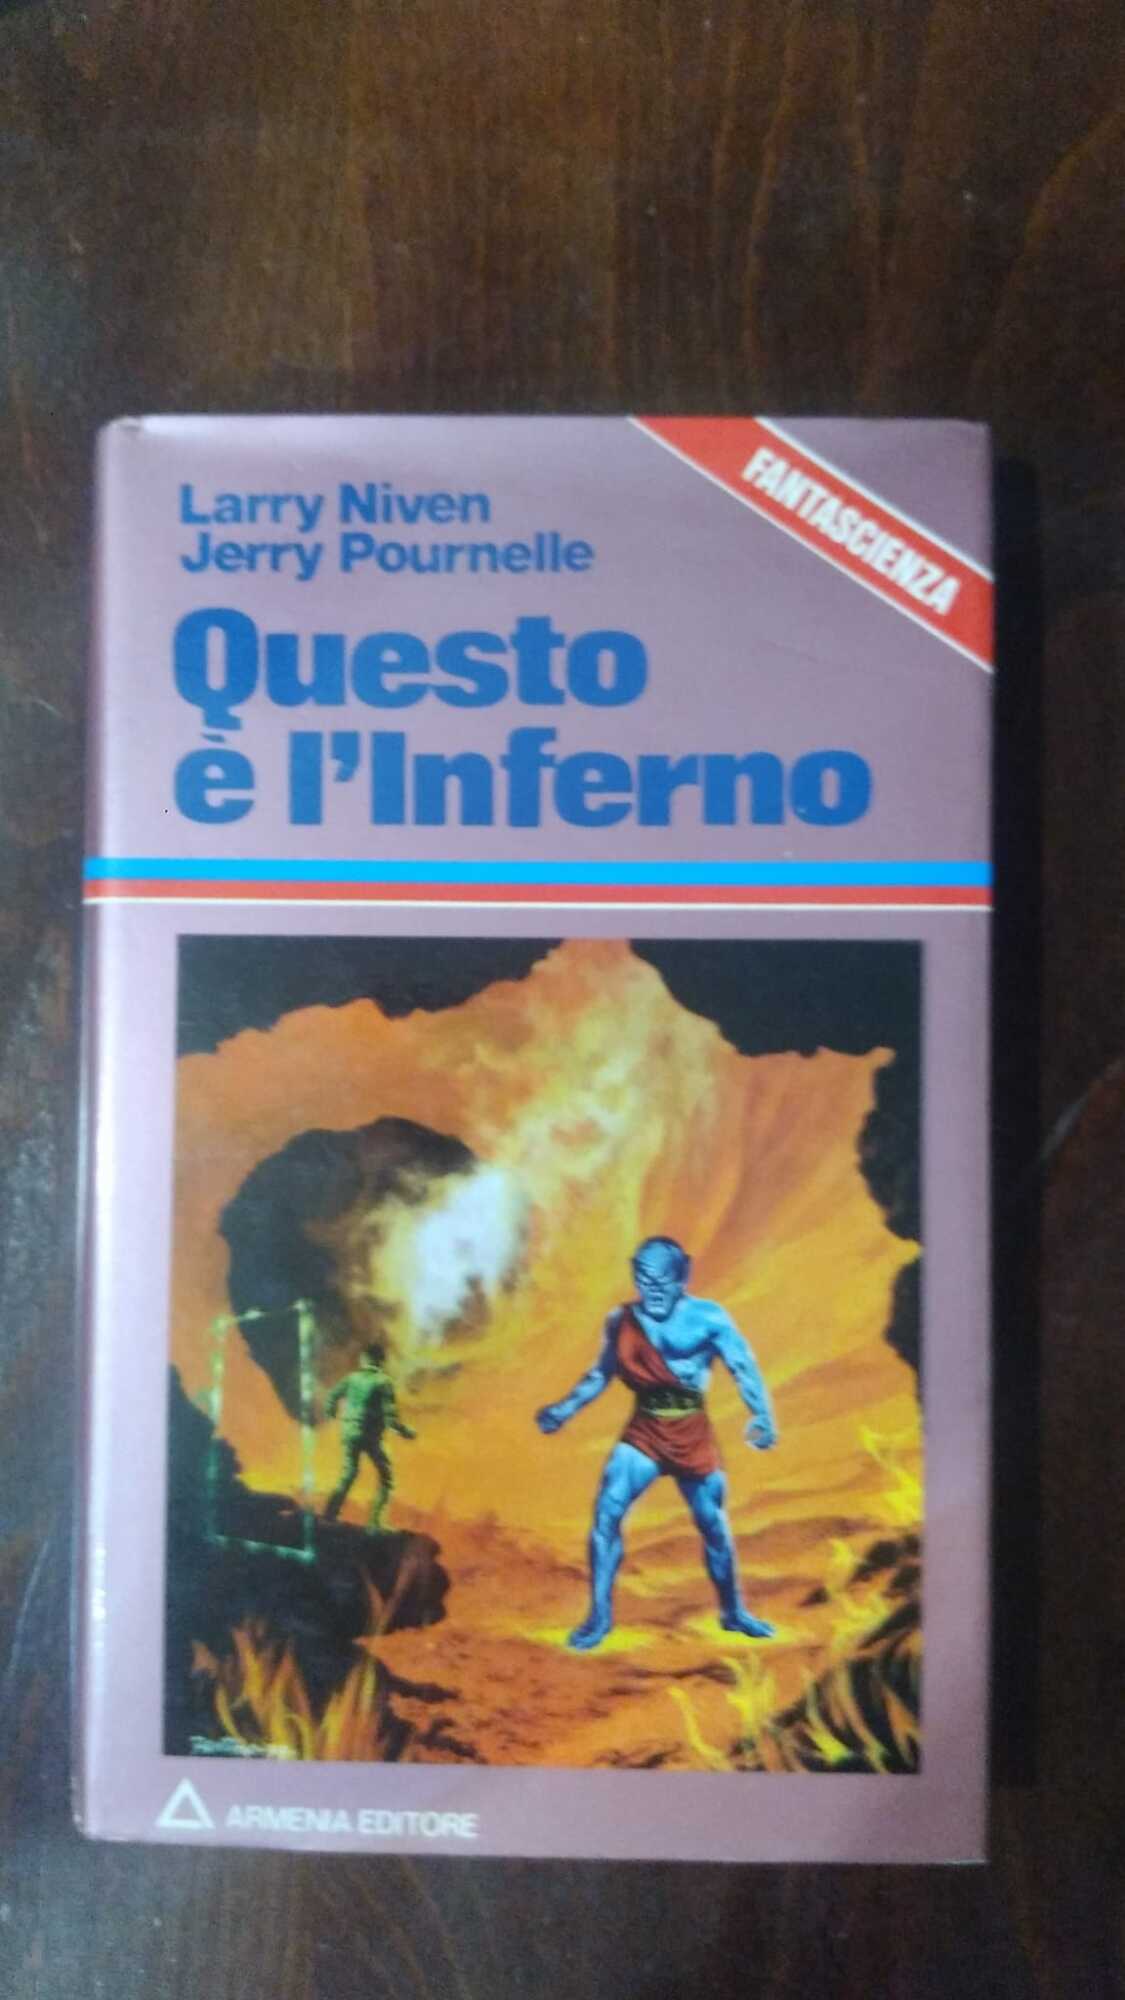 FANTASCIENZA
Larry Niven
Jerry Pournelle
Questo
è l'Inferno
ARMENIA EDITORE